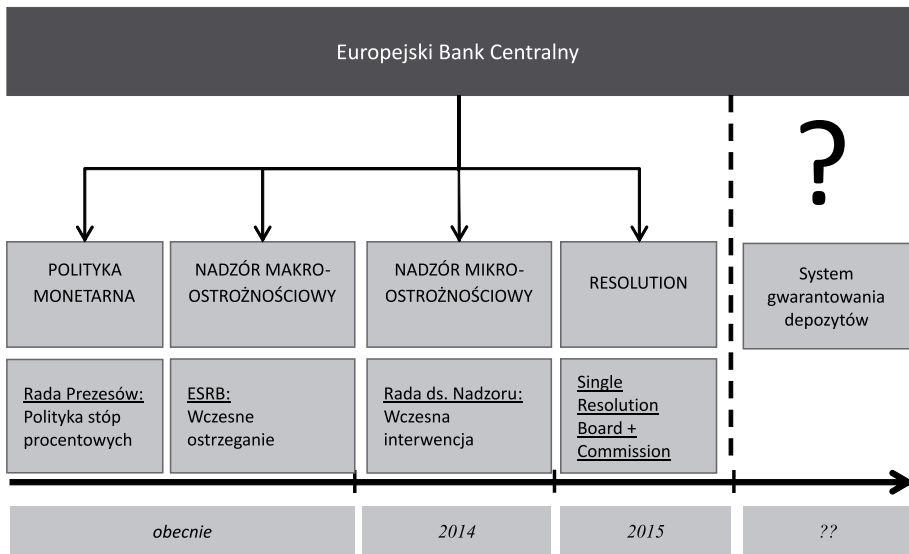 Europejski Bank Centralny
?
POLITYKA
MONETARNA
NADZÓR MAKRO-
OSTROŻNOŚCIOWY
NADZÓR MIKRO-
OSTROŻNOŚCIOWY
RESOLUTION
System
gwarantowania
depozytów
Rada Prezesów:
Polityka stóp
procentowych
ESRB:
Wczesne
ostrzeganie
Rada ds. Nadzoru:
Wczesna
interwencja
Single
Resolution
Board +
Commission
obecnie
2014
2015
??